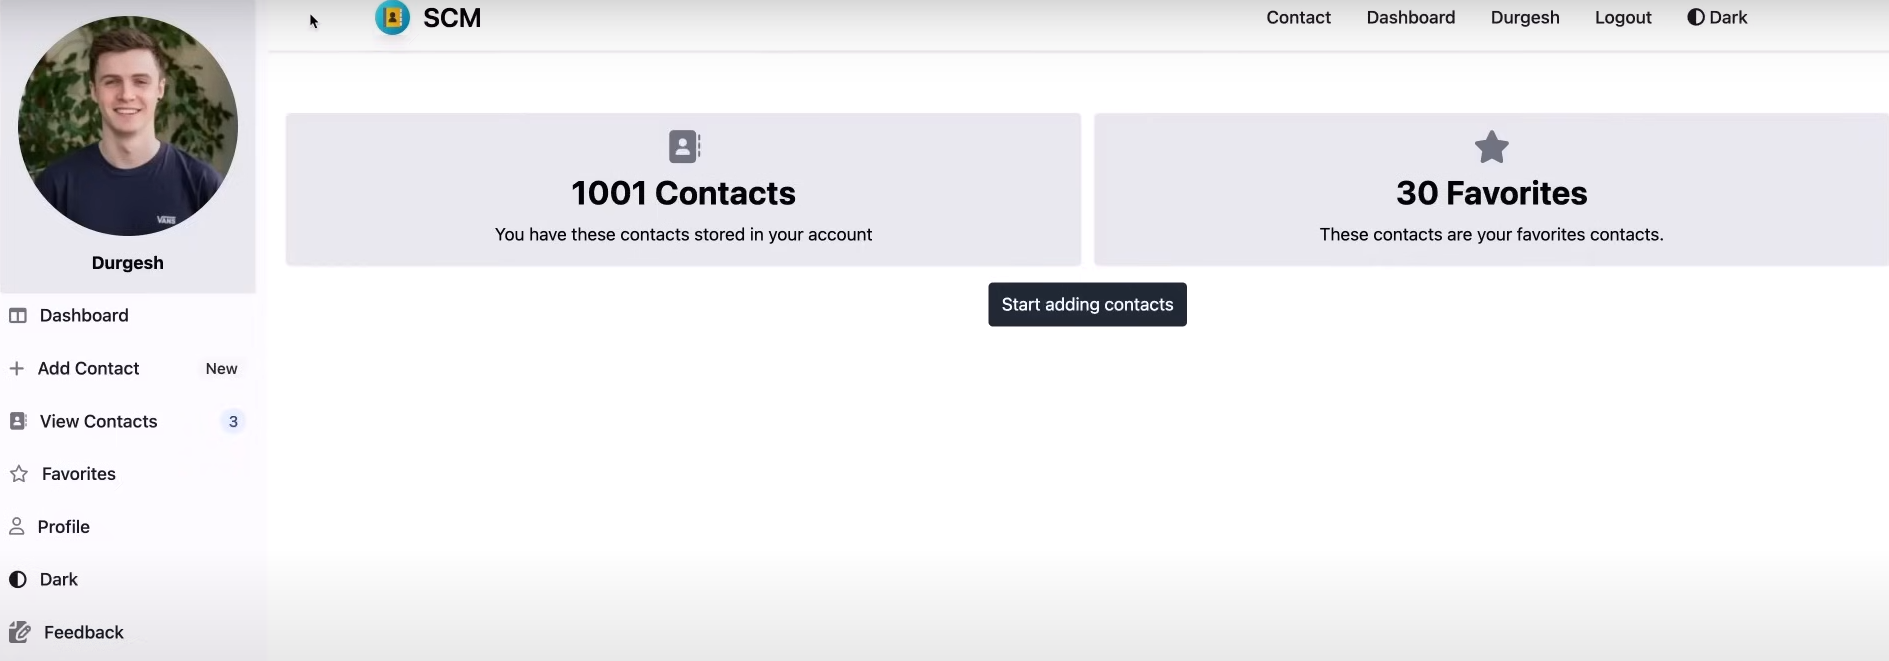 SCM
Contact Dashboard Durgesh Logout Dark
VANS
Durgesh
Dashboard
Add Contact New
View Contacts 3
Favorites
Profile
Dark
Feedback
1001 Contacts
You have these contacts stored in your account
30 Favorites
These contacts are your favorites contacts.
Start adding contacts